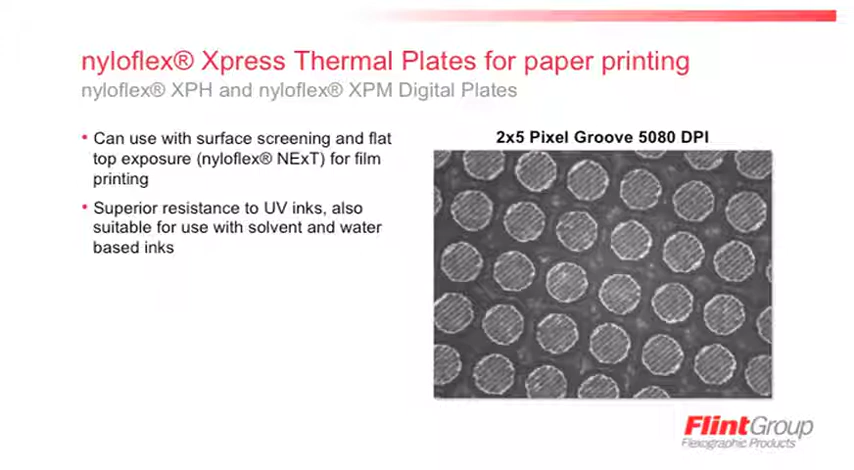 nyloflex® Xpress Thermal Plates for paper printing
nyloflex® XPH and nyloflex® XPM Digital Plates
• Can use with surface screening and flat
top exposure (nyloflex® NExT) for film
printing
• Superior resistance to UV inks, also
suitable for use with solvent and water
based inks
2x5 Pixel Groove 5080 DPI
FlintGroup
Flexographic Products